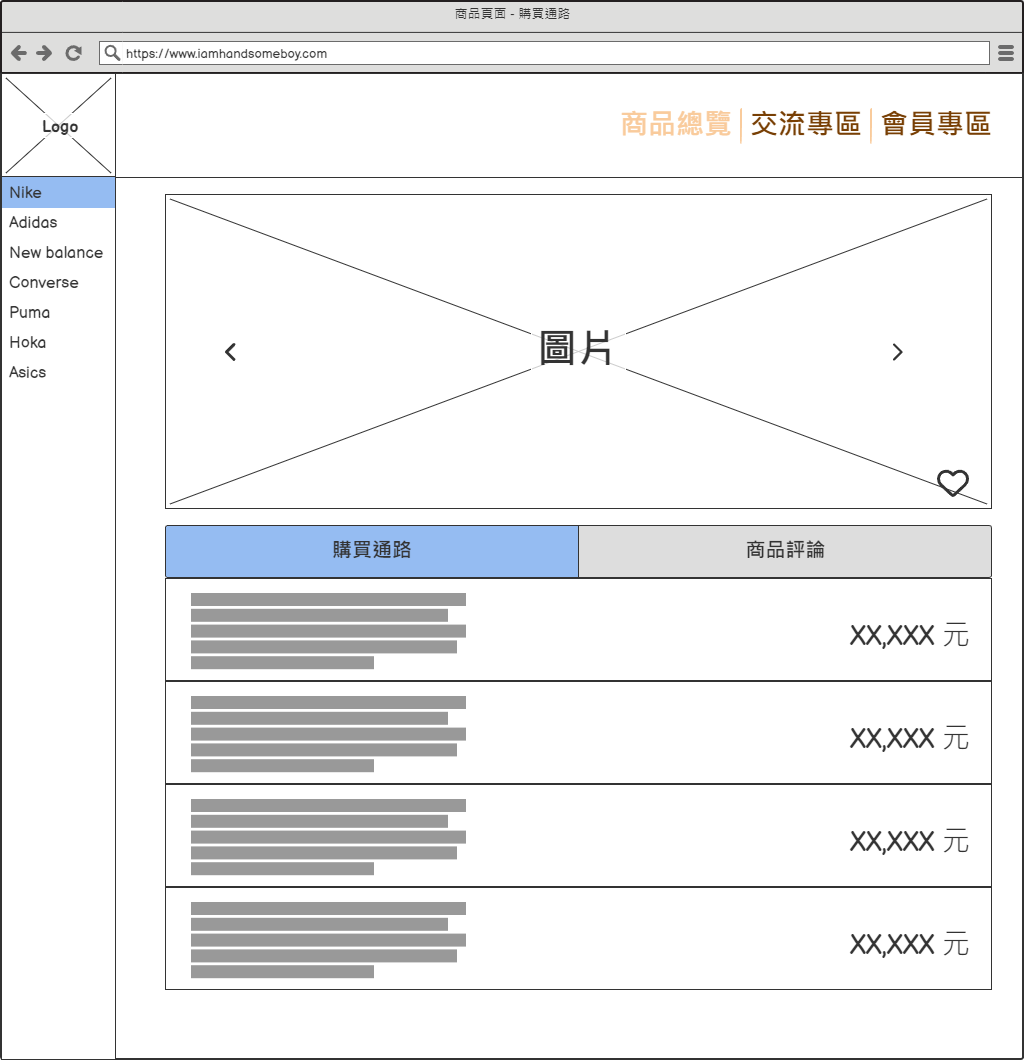 商品頁面 - 購買通路
https://www.iamhandsomeboy.com
Logo
商品總覽 交流專區 會員專區
Nike
Adidas
New balance
Converse
Puma
Hoka
Asics
圖片
購買通路 商品評論
XX,XXX 元
XX,XXX 元
XX,XXX 元
XX,XXX 元